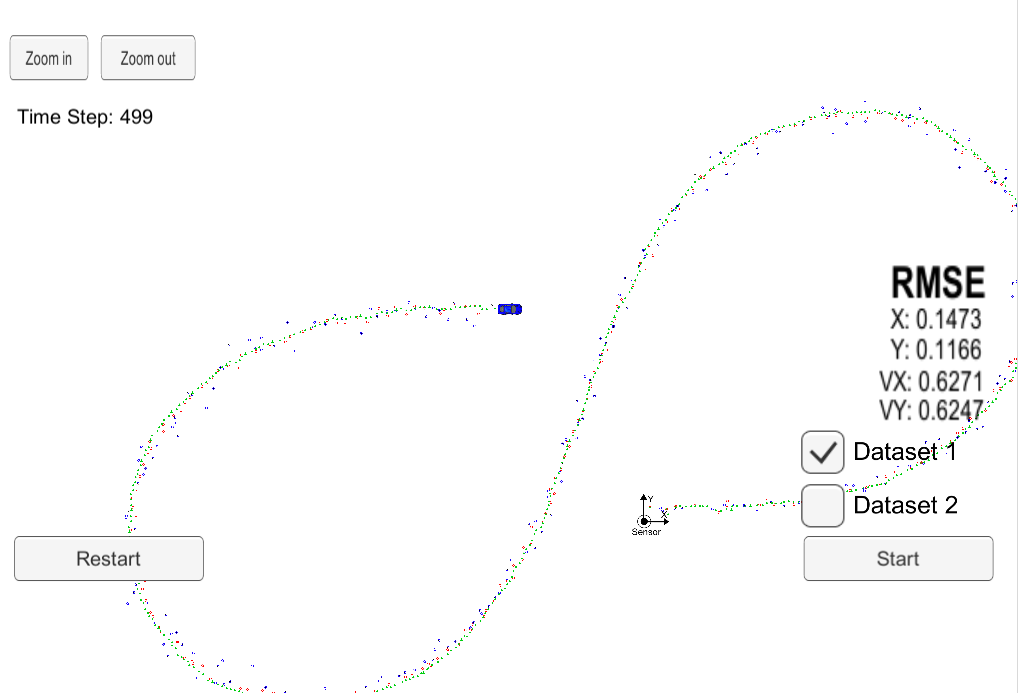 Zoom in
Zoom out
Time Step: 499
RMSE
X: 0.1473
Y: 0.1166
VX: 0.6271
VY: 0.6247
Dataset 1
Dataset 2
Y
X
Sensor
Restart
Start